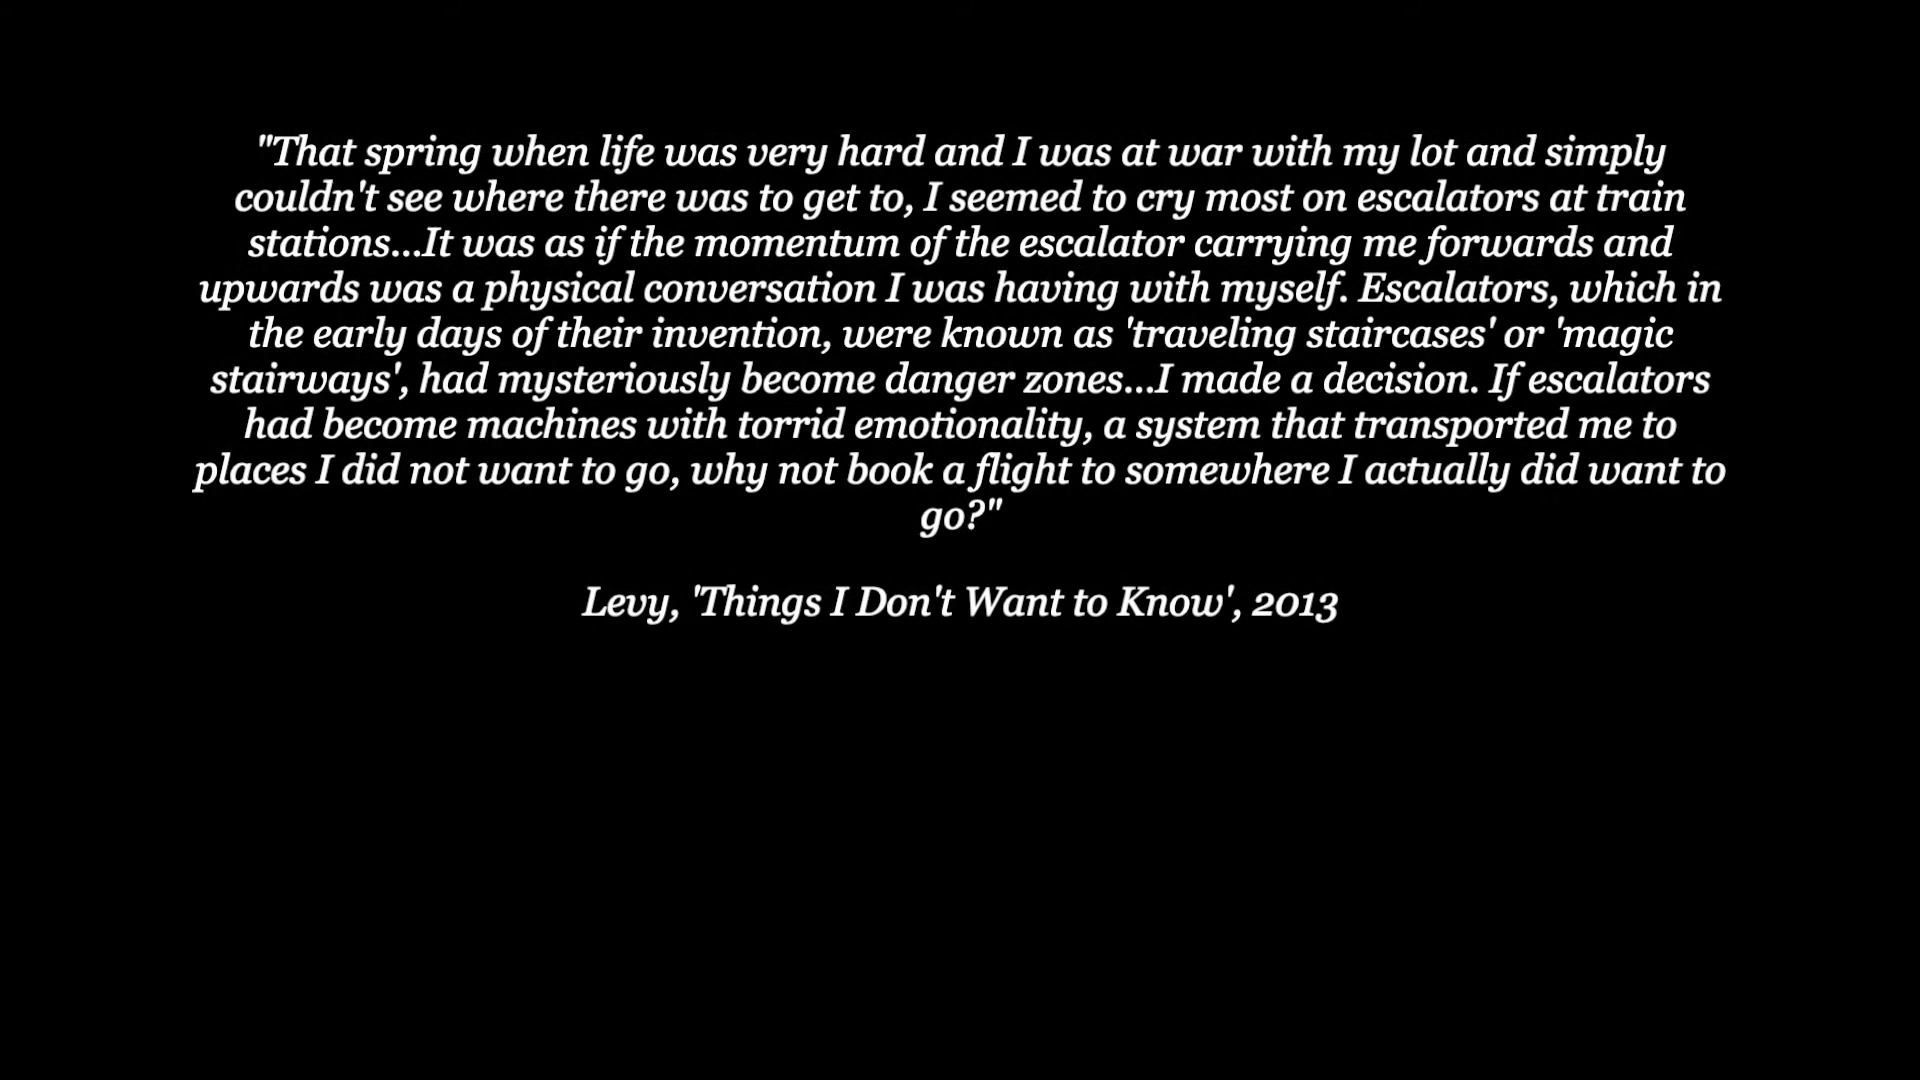 "That spring when life was very hard and I was at war with my lot and simply
couldn't see where there was to get to, I seemed to cry most on escalators at train
stations...It was as if the momentum of the escalator carrying me forwards and
upwards was a physical conversation I was having with myself. Escalators, which in
the early days of their invention, were known as 'traveling staircases' or 'magic
stairways', had mysteriously become danger zones...I made a decision. If escalators
had become machines with torrid emotionality, a system that transported me to
places I did not want to go, why not book a flight to somewhere I actually did want to
go?"
Levy, 'Things I Don't Want to Know', 2013